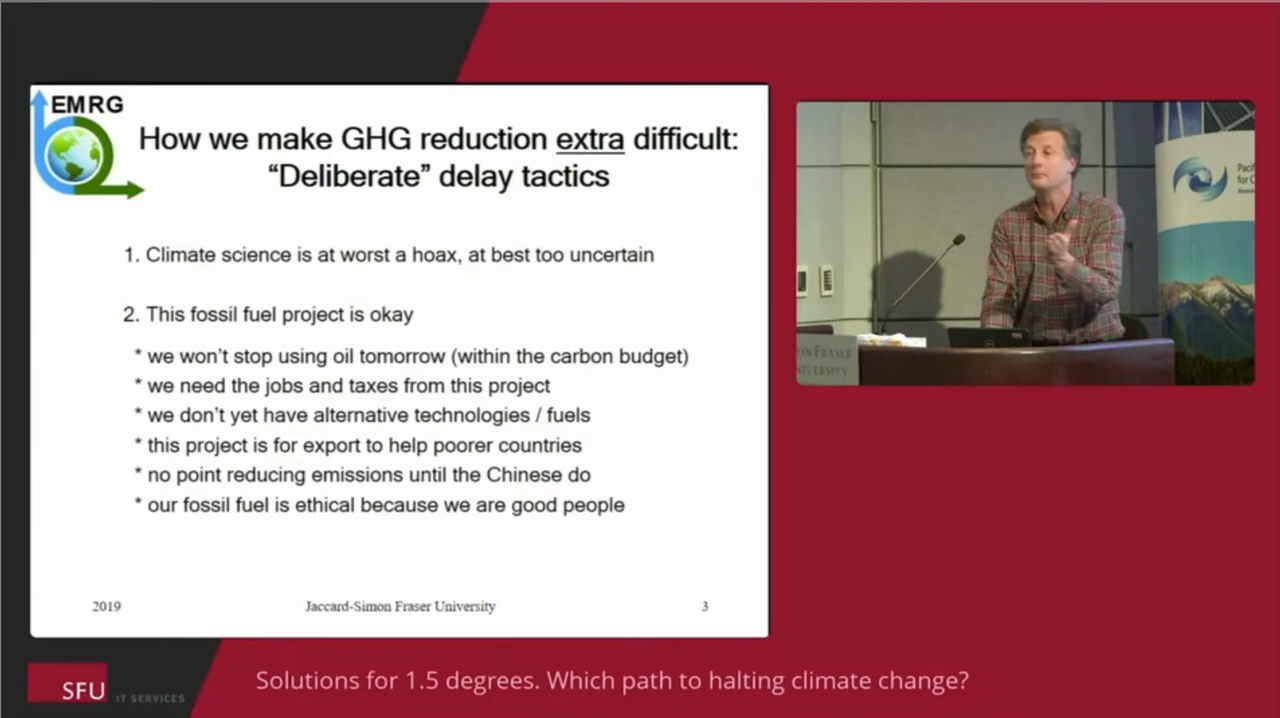 EMRG
How we make GHG reduction extra difficult:
“Deliberate” delay tactics
1. Climate science is at worst a hoax, at best too uncertain
2. This fossil fuel project is okay
* we won’t stop using oil tomorrow (within the carbon budget)
* we need the jobs and taxes from this project
* we don’t yet have alternative technologies / fuels
* this project is for export to help poorer countries
* no point reducing emissions until the Chinese do
* our fossil fuel is ethical because we are good people
2019 Jaccard-Simon Fraser University 3
Pacif
for C
ON FRASER
NIVERSITY
SFU IT SERVICES
Solutions for 1.5 degrees. Which path to halting climate change?